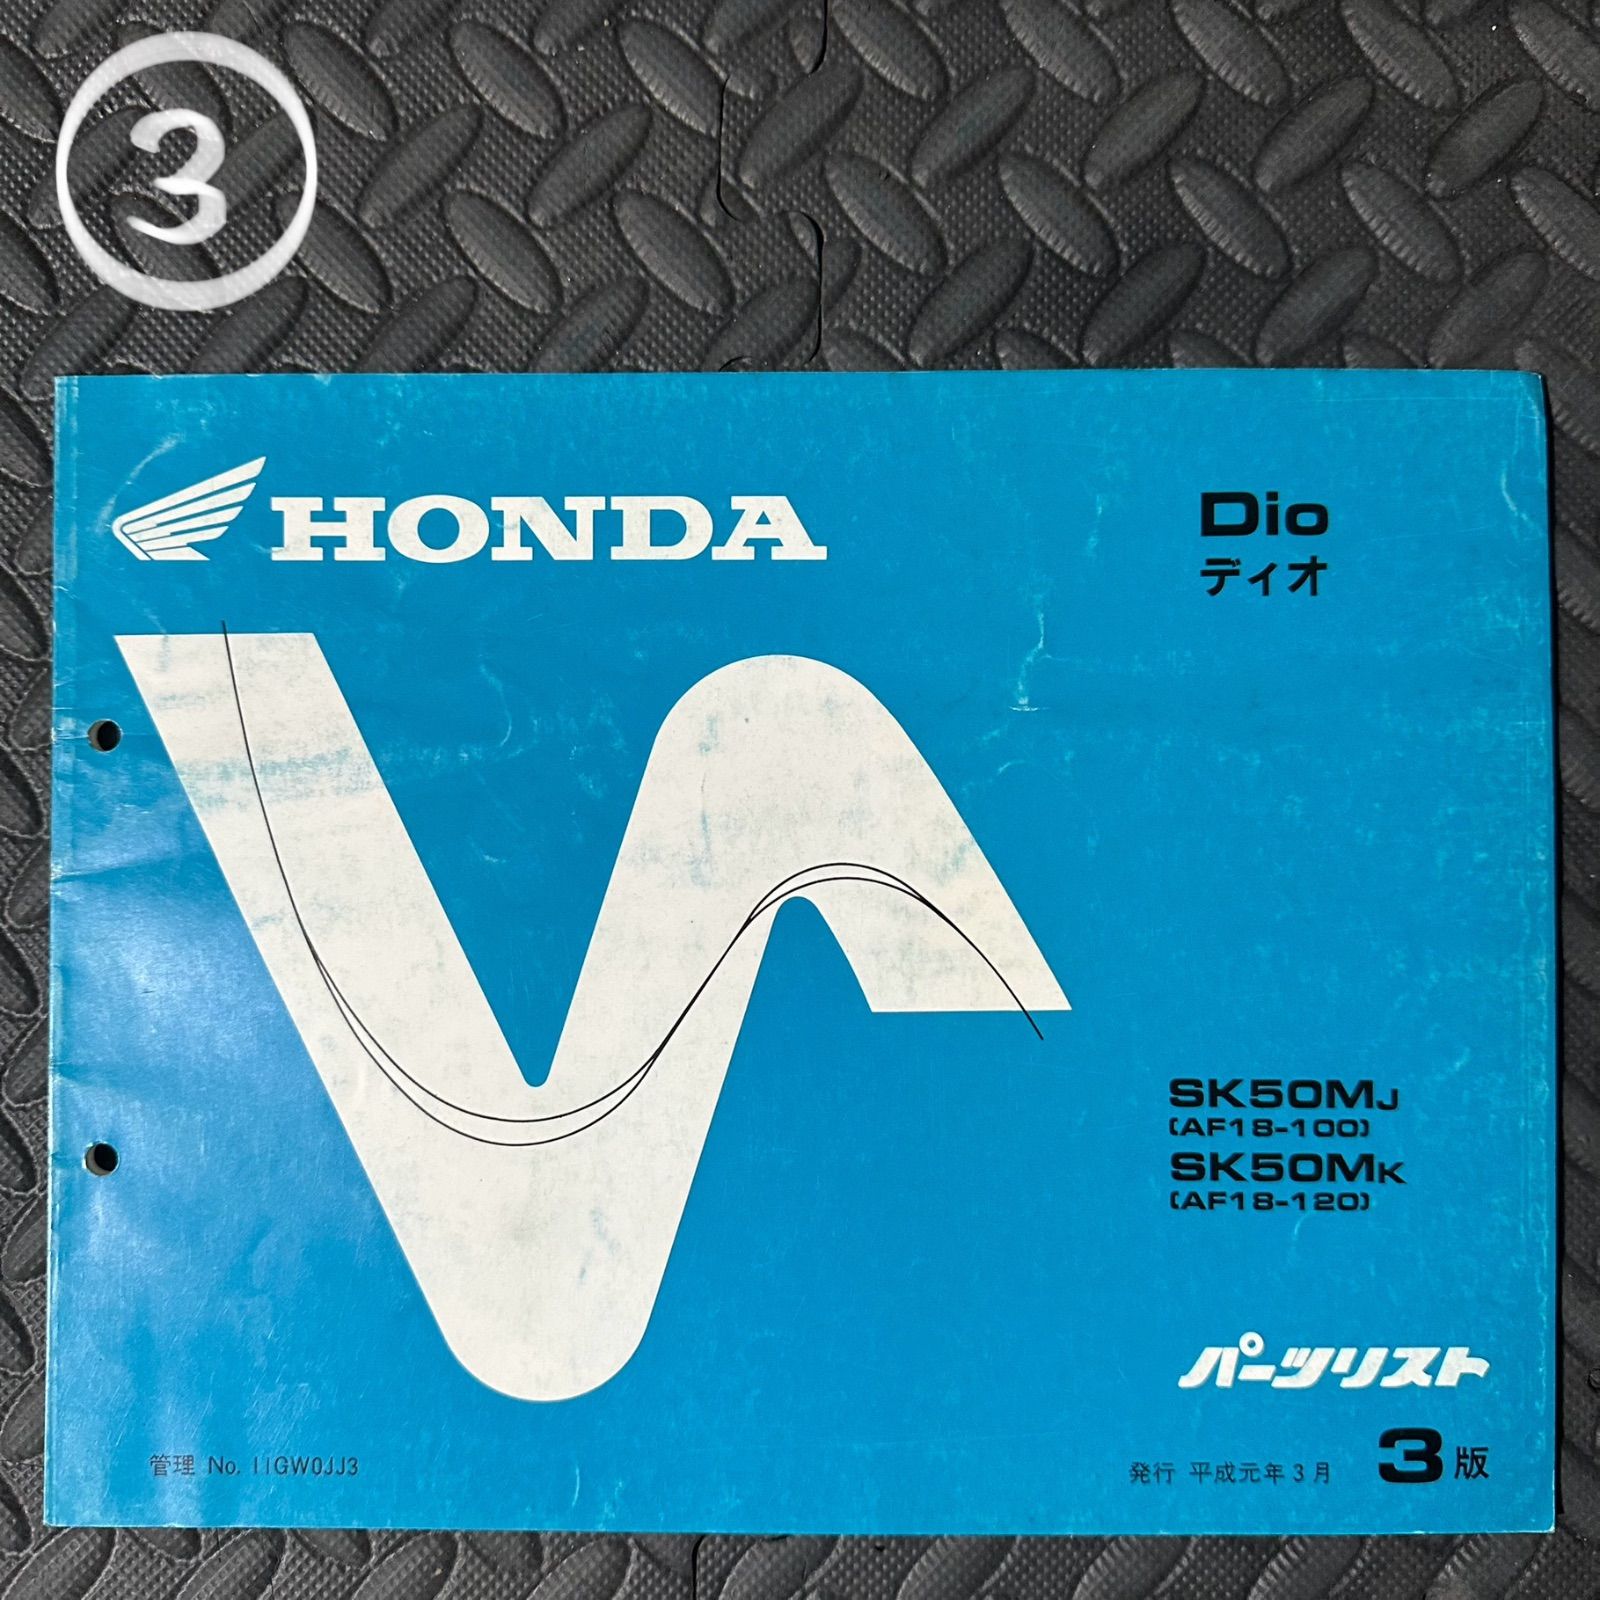 3
HONDA
Dio
ディオ
SK50MJ
(AF18-100)
SK50MK
(AF18-120)
パーツリスト
管理 No. 11GW0JJ3
発行 平成元年3月
3版